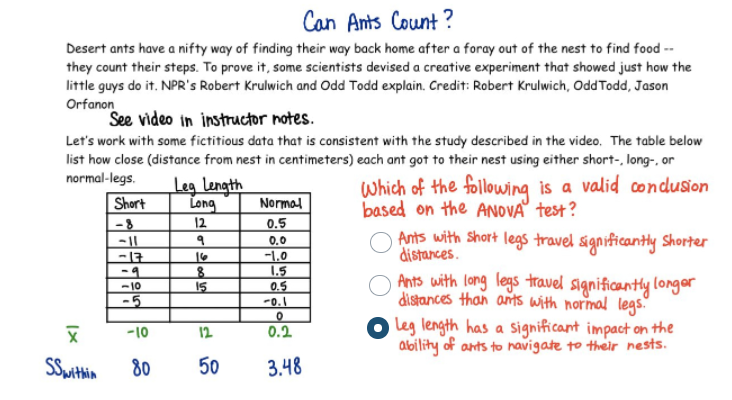 Can Ants Count?
Desert ants have a nifty way of finding their way back home after a foray out of the nest to find food --
they count their steps. To prove it, some scientists devised a creative experiment that showed just how the
little guys do it. NPR's Robert Krulwich and Odd Todd explain. Credit: Robert Krulwich, OddTodd, Jason
Orfanon
See video in instructor notes.
Let's work with some fictitious data that is consistent with the study described in the video. The table below
list how close (distance from nest in centimeters) each ant got to their nest using either short-, long-, or
normal-legs.
Leg Length
Short Long Normal
-8 12 0.5
-11 9 0.0
-17 16 -1.0
-9 8 1.5
-10 15 0.5
-5 -0.1
0
x̄ -10 12 0.2
SSwithin 80 50 3.48
Which of the following is a valid conclusion
based on the ANOVA test?
Ants with Short legs travel significantly shorter
distances.
Ants with long legs travel significantly longer
distances than ants with normal legs.
Leg length has a significant impact on the
ability of ants to navigate to their nests.